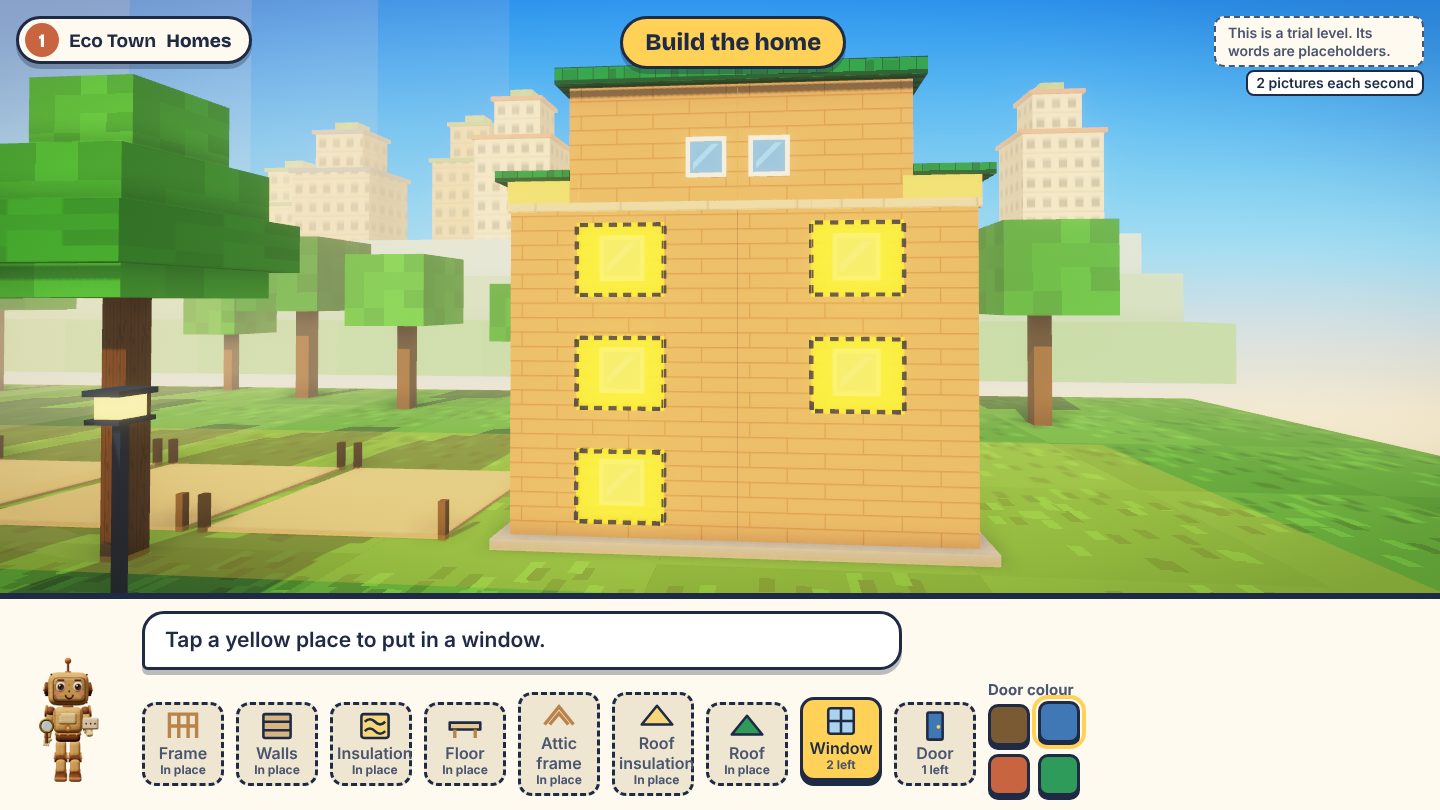 1 Eco Town Homes
Build the home
This is a trial level. Its
words are placeholders.
2 pictures each second
Tap a yellow place to put in a window.
Door colour
Frame
In place
Walls
In place
Insulation
In place
Floor
In place
Attic
frame
In place
Roof
insulation
In place
Roof
In place
Window
2 left
Door
1 left